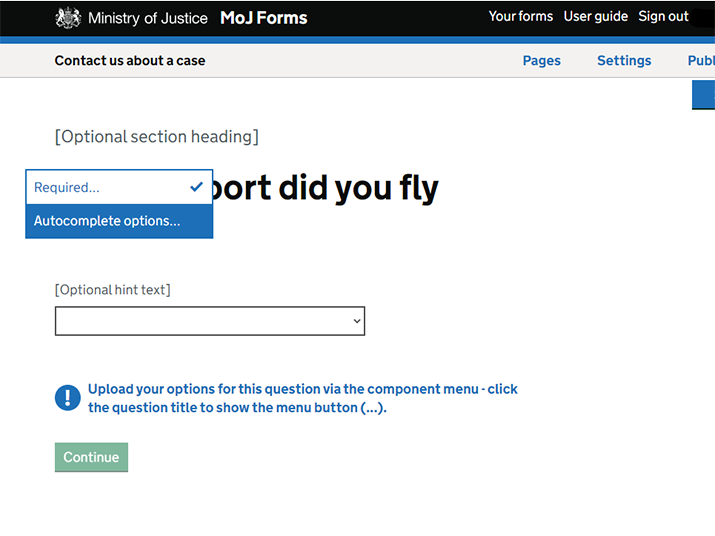 Ministry of Justice MoJ Forms Your forms User guide Sign out
Contact us about a case Pages Settings
[Optional section heading]
Required...
did you fly
Autocomplete options...
[Optional hint text]
Upload your options for this question via the component menu - click
the question title to show the menu button (...).
Continue